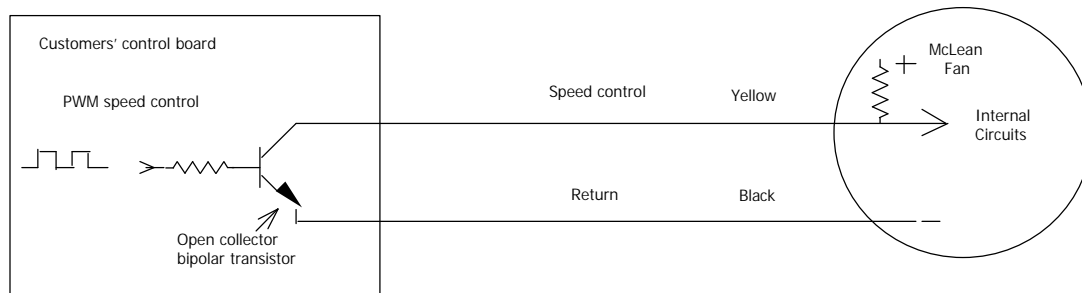 Customers' control board
McLean
Fan
PWM speed control
Speed control
Yellow
Internal
Circuits
Return
Black
Open collector
bipolar transistor